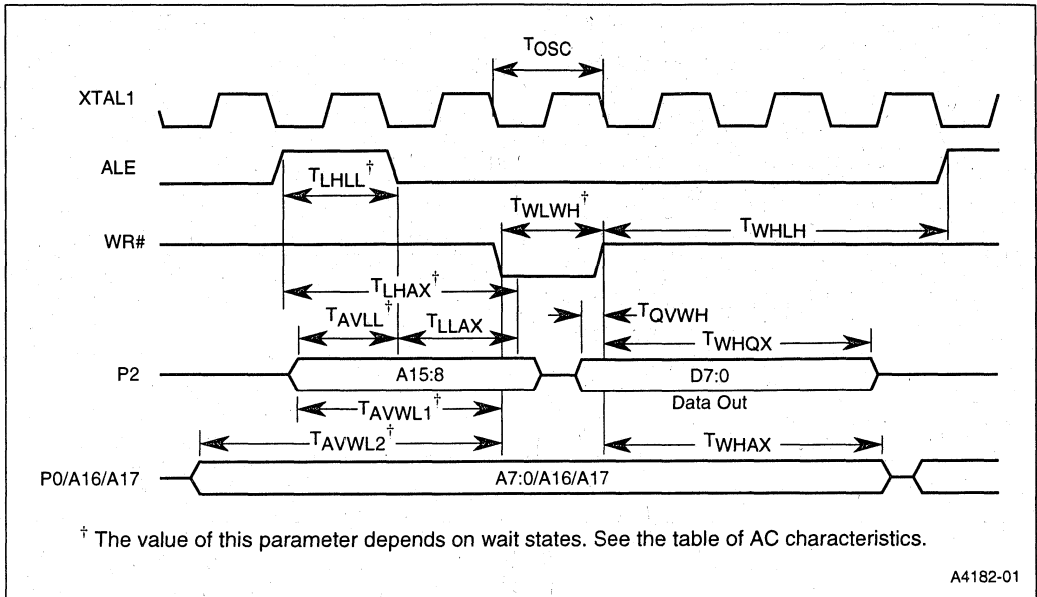 TOSC
XTAL1
ALE
TLHLL†
TWLWH†
TWHLH
WR#
TLHAX†
TAVLL†
TLLAX
TQVWH
TWHQX
P2
A15:8
D7:0
Data Out
TAVWL1†
TAVWL2†
TWHAX
P0/A16/A17
A7:0/A16/A17
† The value of this parameter depends on wait states. See the table of AC characteristics.
A4182-01